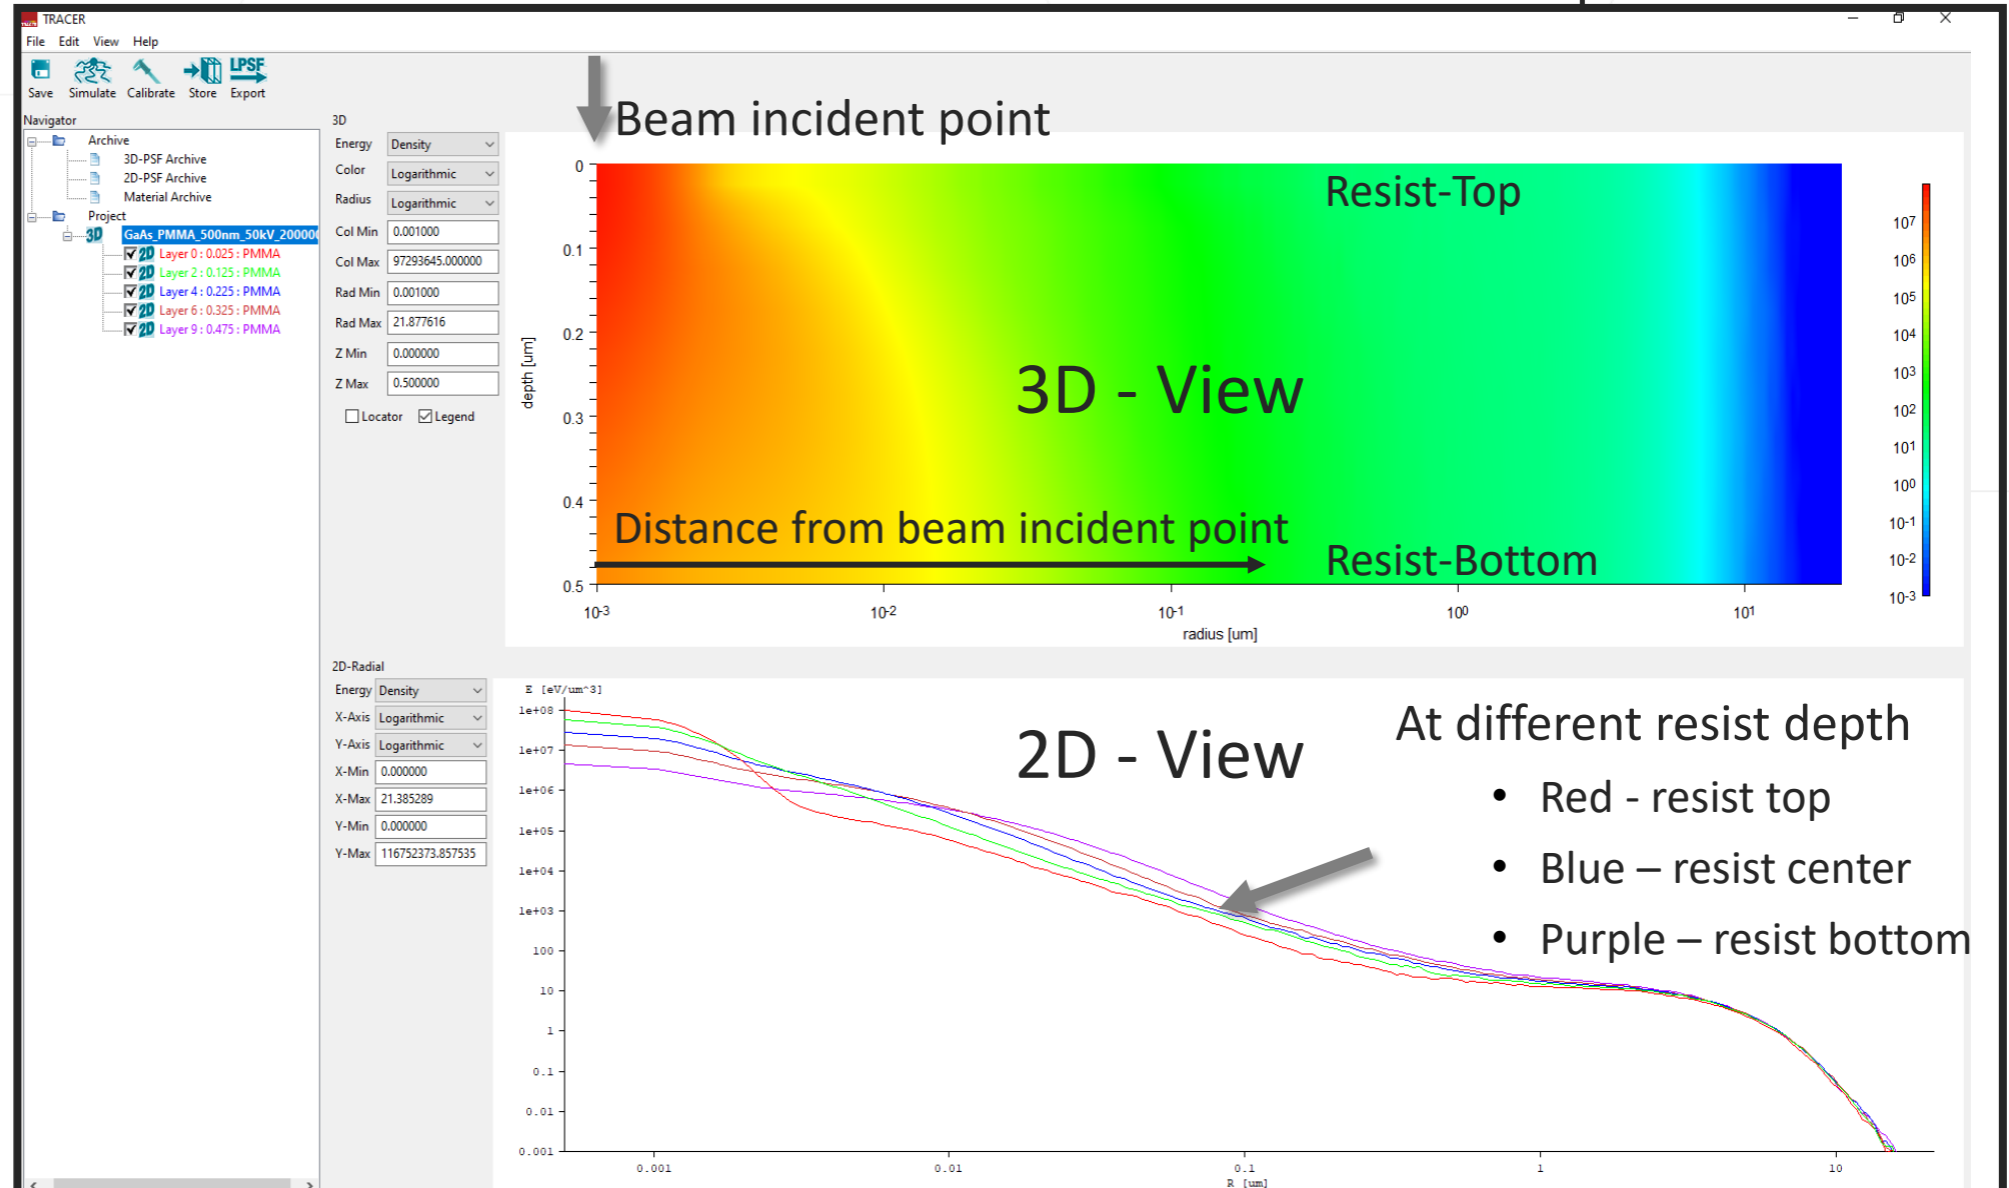 TRACER
File Edit View Help
LPSF
Save Simulate Calibrate Store Export
Navigator
Archive
3D-PSF Archive
2D-PSF Archive
Material Archive
Project
3D GaAs_PMMA_500nm_50kV_20000
2D Layer 0 : 0.025 : PMMA
2D Layer 2 : 0.125 : PMMA
2D Layer 4 : 0.225 : PMMA
2D Layer 6 : 0.325 : PMMA
2D Layer 9 : 0.475 : PMMA
3D
Energy Density
Color Logarithmic
Radius Logarithmic
Col Min 0.001000
Col Max 97293645.000000
Rad Min 0.001000
Rad Max 21.877616
Z Min 0.000000
Z Max 0.500000
Locator Legend
Beam incident point
Resist-Top
3D - View
Distance from beam incident point
Resist-Bottom
depth [um]
0
0.1
0.2
0.3
0.4
0.5
10-3 10-2 10-1 100 101
radius [um]
107
106
105
104
103
102
101
100
10-1
10-2
10-3
2D-Radial
Energy Density
X-Axis Logarithmic
Y-Axis Logarithmic
X-Min 0.000000
X-Max 21.385289
Y-Min 0.000000
Y-Max 116752373.857535
E [eV/um^3]
1e+08
1e+07
1e+06
1e+05
1e+04
1e+03
100
10
1
0.1
0.01
0.001
0.001 0.01 0.1 1 10
R [um]
2D - View
At different resist depth
• Red - resist top
• Blue – resist center
• Purple – resist bottom